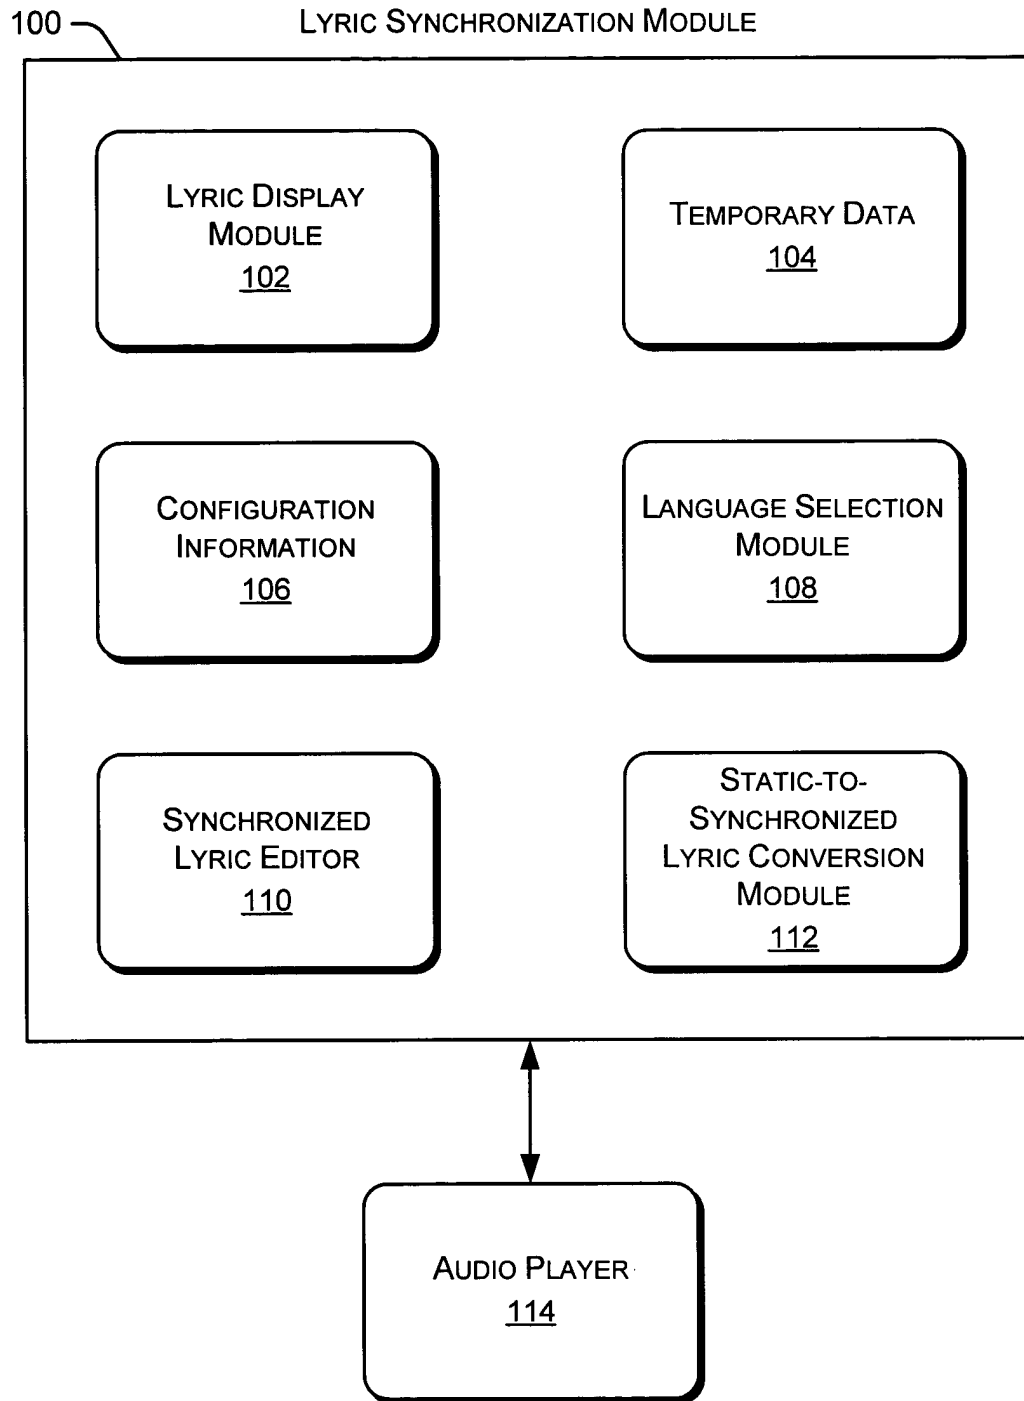 100
LYRIC SYNCHRONIZATION MODULE
LYRIC DISPLAY
MODULE
102
TEMPORARY DATA
104
CONFIGURATION
INFORMATION
106
LANGUAGE SELECTION
MODULE
108
SYNCHRONIZED
LYRIC EDITOR
110
STATIC-TO-
SYNCHRONIZED
LYRIC CONVERSION
MODULE
112
AUDIO PLAYER
114